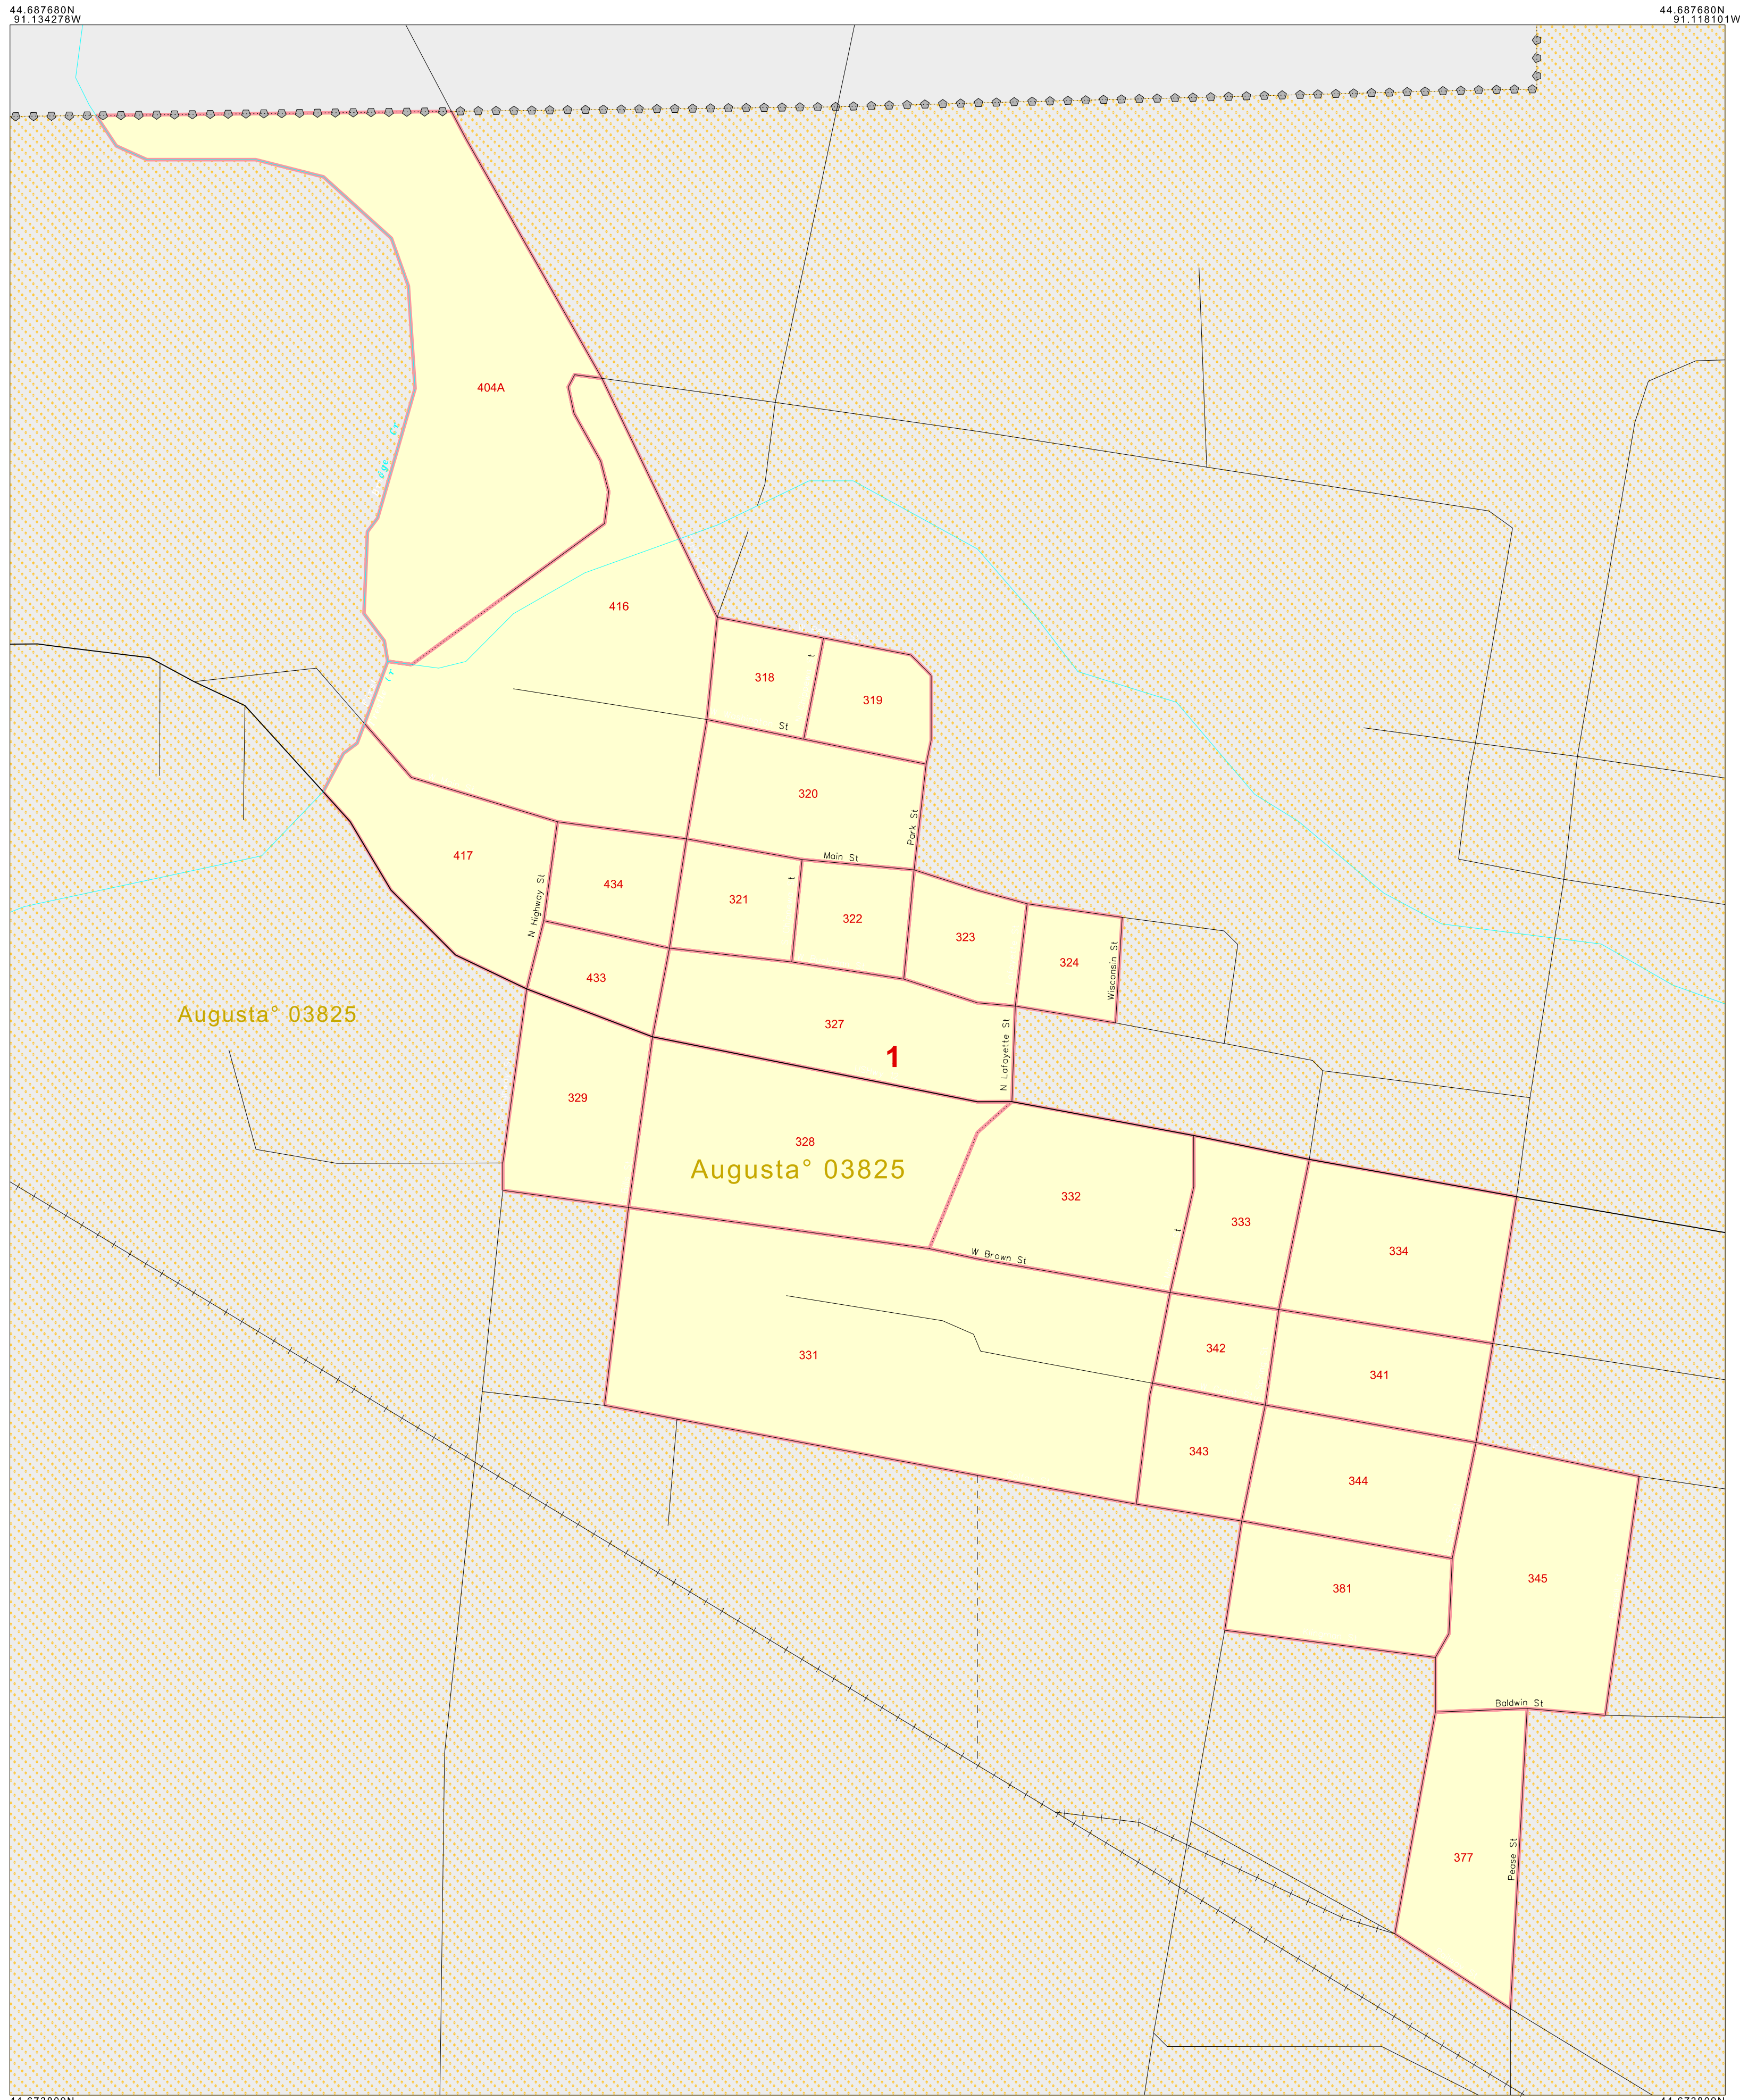 44.687680N
91.134278W
44.687680N
91.118101W
404A
416
318
319
St
320
Park St
Main St
417
N Highway St
434
321
322
323
324
Wisconsin St
433
327
1
N Lafayette St
Augusta° 03825
329
328
Augusta° 03825
332
333
334
W Brown St
342
341
331
343
344
345
381
Baldwin St
377
Pease St